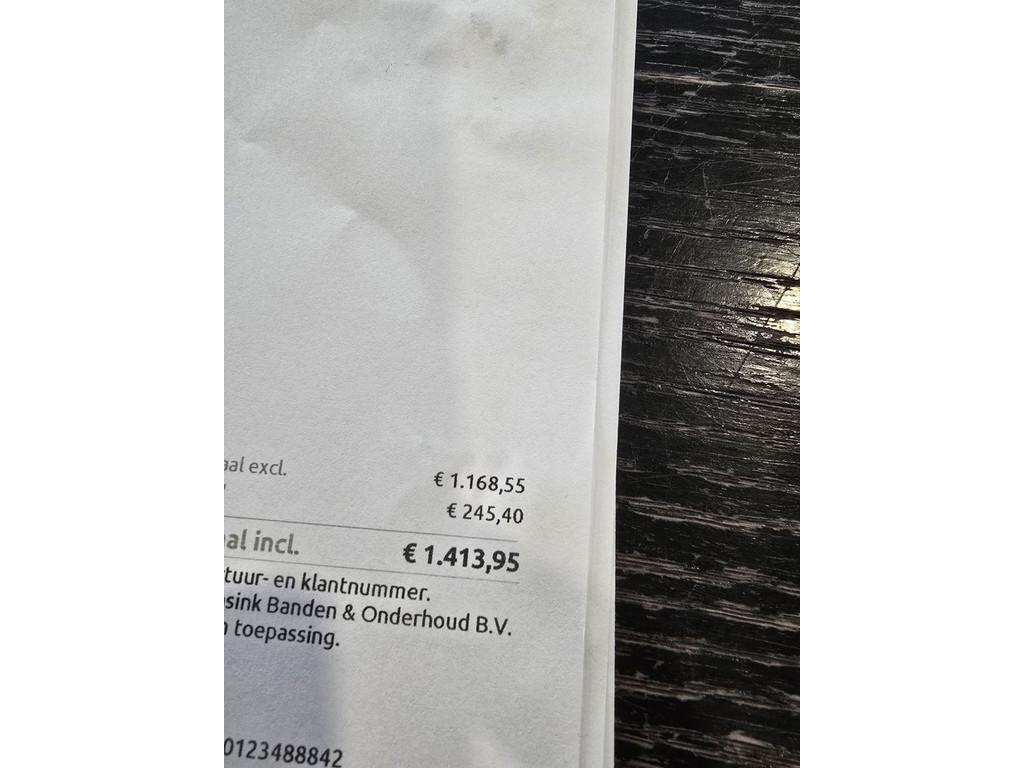 aal excl. € 1.168,55
€ 245,40
al incl. € 1.413,95
tuur- en klantnummer.
sink Banden & Onderhoud B.V.
toepassing.
0123488842